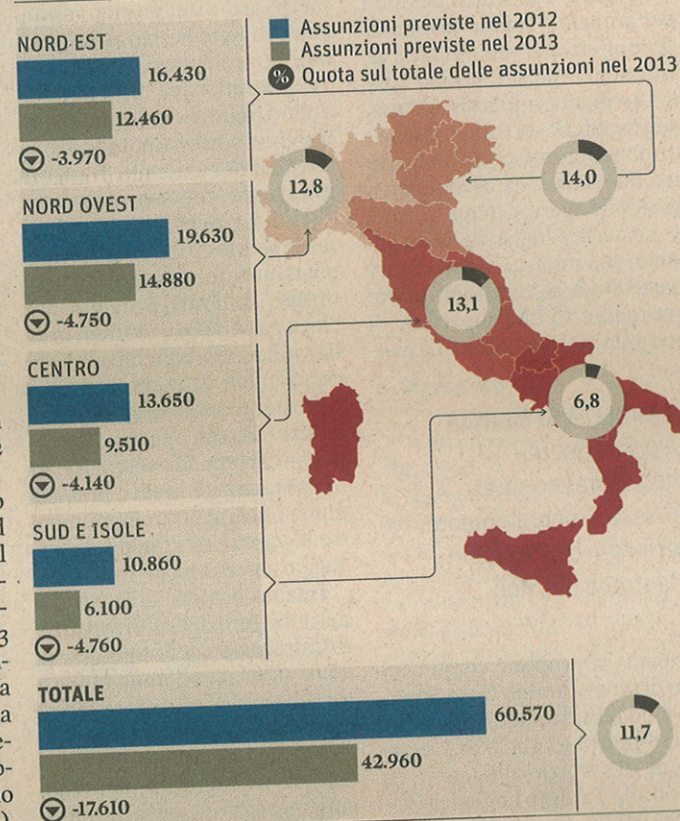 Assunzioni previste nel 2012
Assunzioni previste nel 2013
% Quota sul totale delle assunzioni nel 2013
NORD EST
16.430
12.460
-3.970
14,0
NORD OVEST
19.630
14.880
-4.750
12,8
CENTRO
13.650
9.510
-4.140
13,1
SUD E ISOLE
10.860
6.100
-4.760
6,8
TOTALE
60.570
42.960
-17.610
11,7